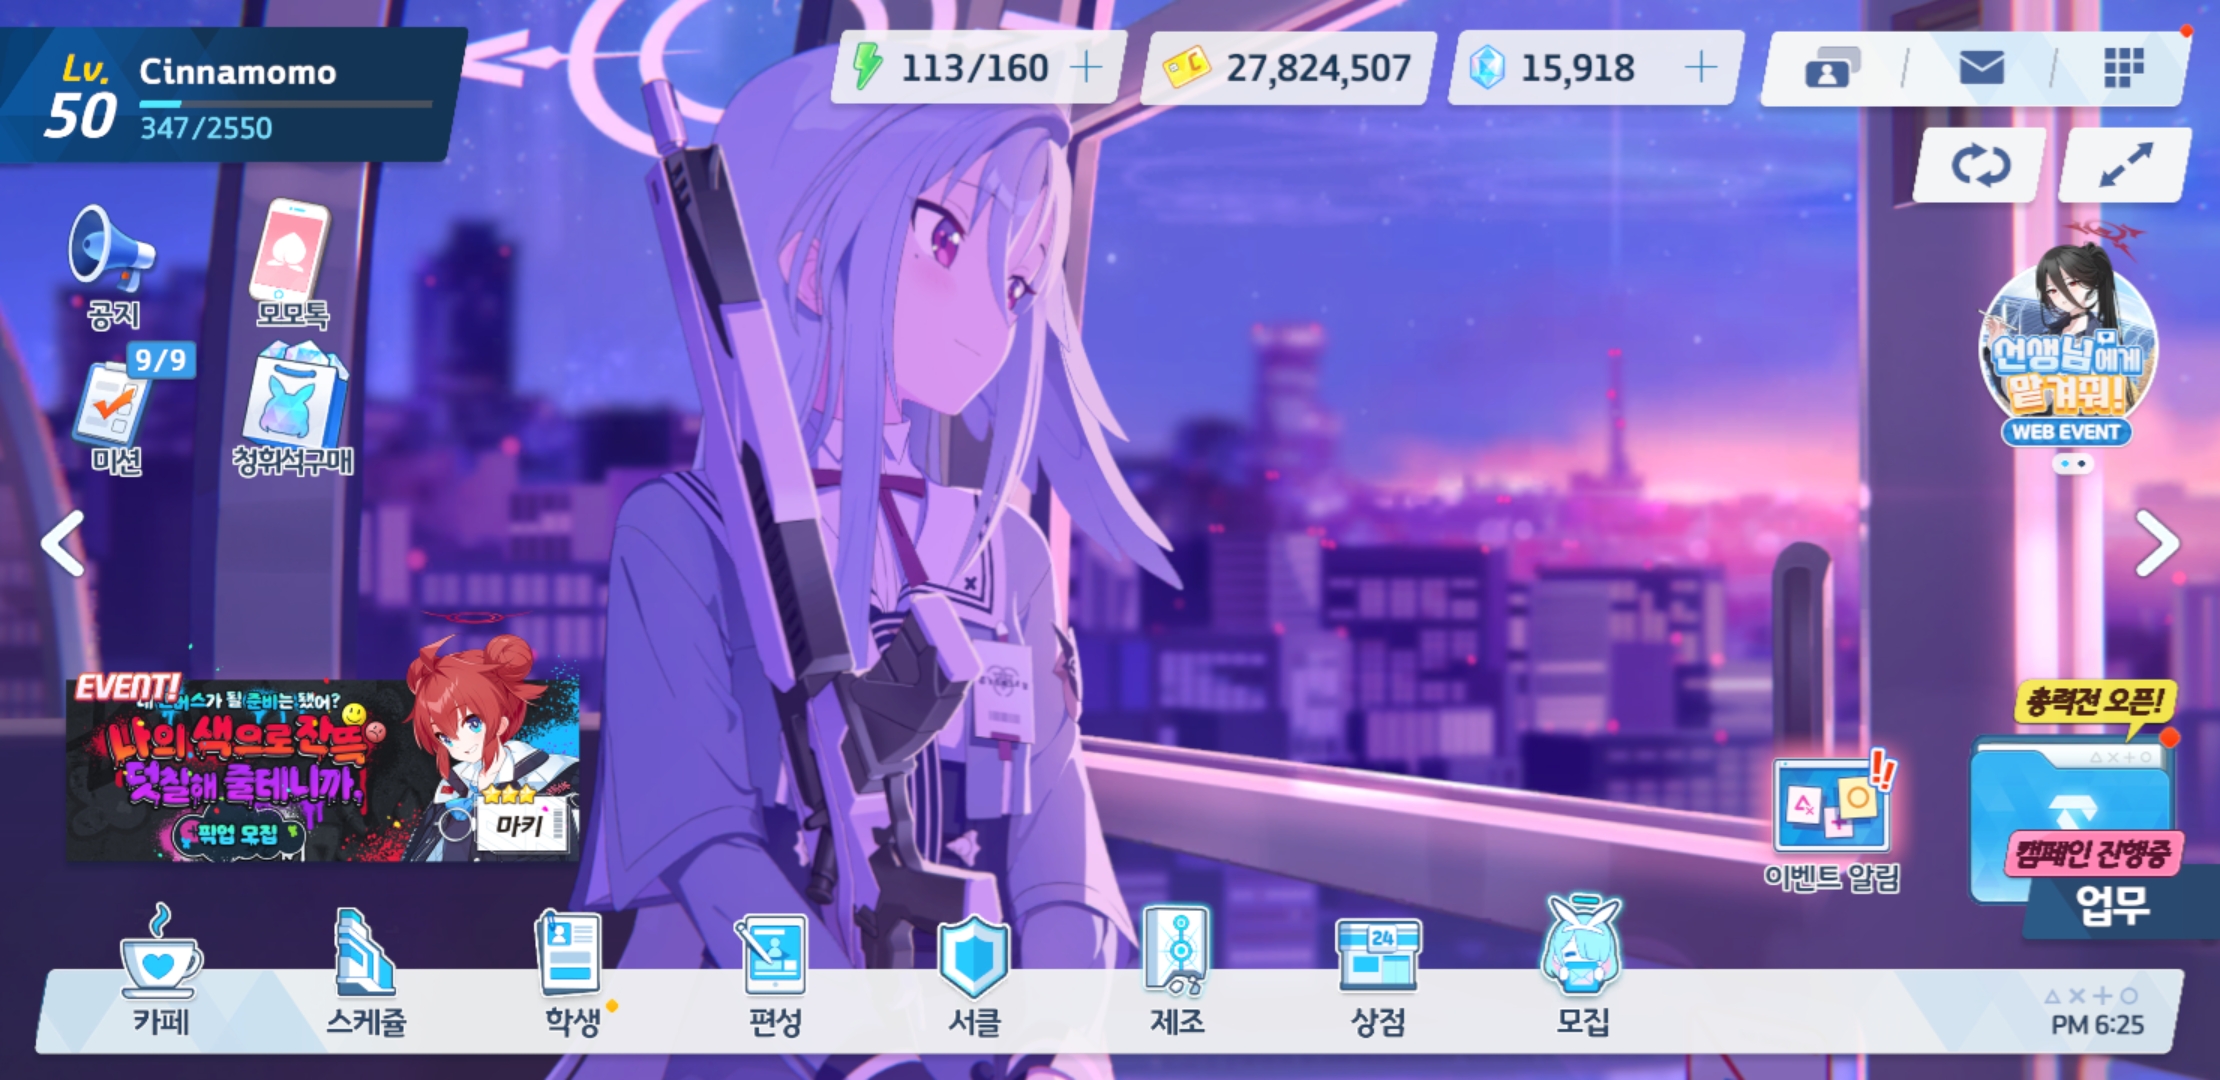 Lv. 50
Cinnamomo
347/2550
113/160
27,824,507
15,918
공지
모모톡
9/9
미션
청휘석구매
선생님에게
맡겨줘!
WEB EVENT
EVENT!
가 될 준비는 됐어?
나의 색으로 잔뜩
덧칠해 줄테니까,
픽업 모집
마키
이벤트 알림
총력전 오픈!
캠페인 진행중
업무
24
카페
스케줄
학생
편성
서클
제조
상점
모집
PM 6:25